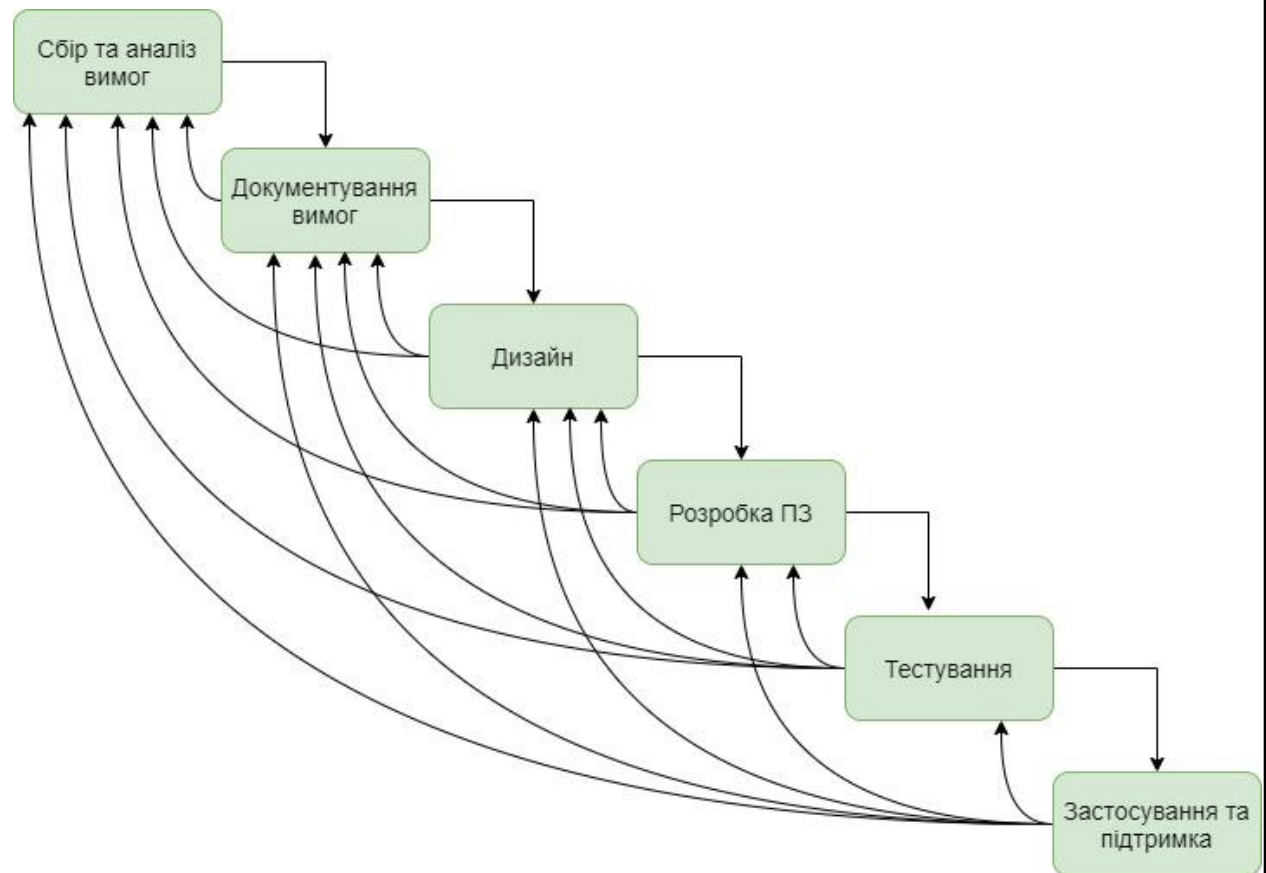 Сбір та аналіз
вимог
Документування
вимог
Дизайн
Розробка ПЗ
Тестування
Застосування та
підтримка